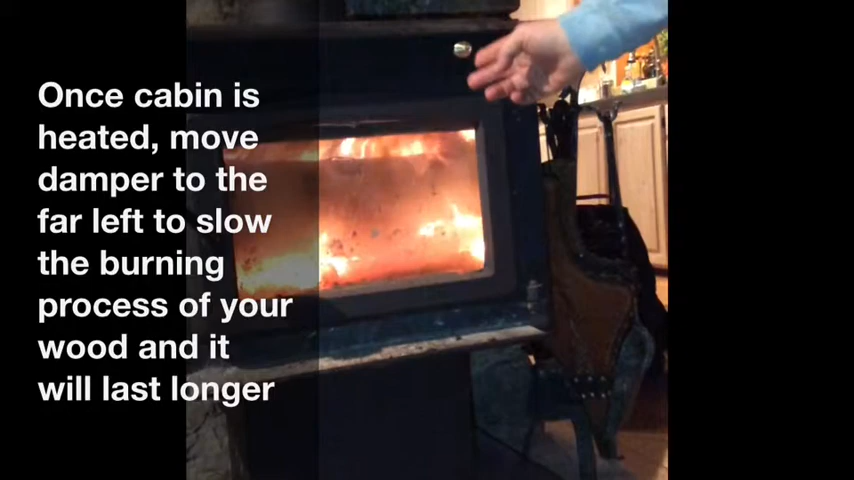 Once cabin is
heated, move
damper to the
far left to slow
the burning
process of your
wood and it
will last longer